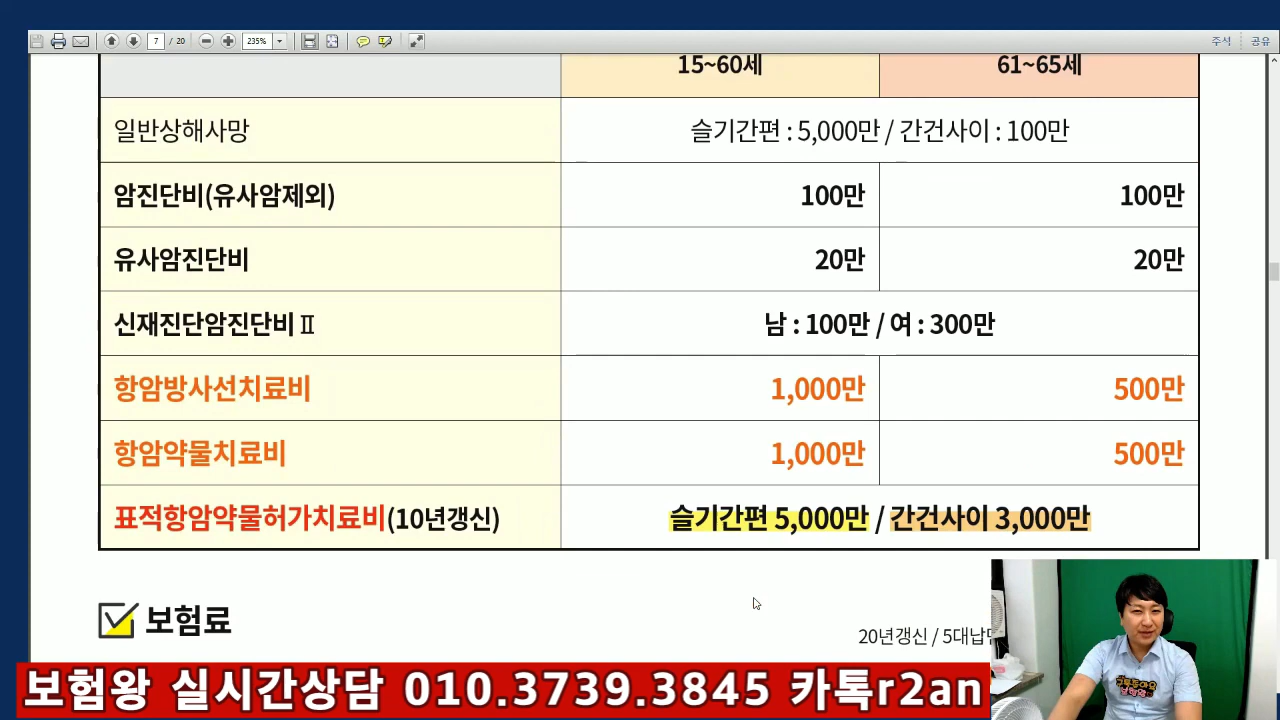 7 / 20
235%
주석
공유
15~60세
61~65세
일반상해사망
슬기간편 : 5,000만 / 간건사이 : 100만
암진단비(유사암제외)
100만
100만
유사암진단비
20만
20만
신재진단암진단비Ⅱ
남 : 100만 / 여 : 300만
항암방사선치료비
1,000만
500만
항암약물치료비
1,000만
500만
표적항암약물허가치료비(10년갱신)
슬기간편 5,000만 / 간건사이 3,000만
보험료
20년갱신 / 5대납면
보험왕 실시간상담 010.3739.3845 카톡r2an